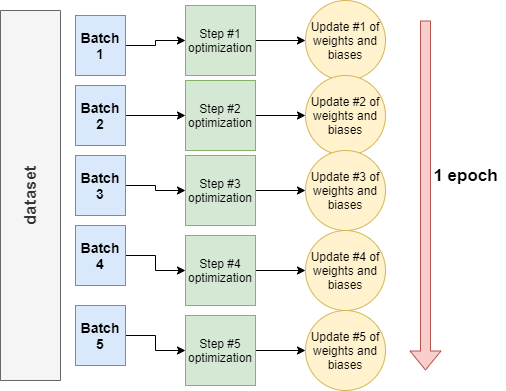 dataset
Batch
1
Step #1
optimization
Update #1 of
weights and
biases
Batch
2
Step #2
optimization
Update #2 of
weights and
biases
Batch
3
Step #3
optimization
Update #3 of
weights and
biases
1 epoch
Batch
4
Step #4
optimization
Update #4 of
weights and
biases
Batch
5
Step #5
optimization
Update #5 of
weights and
biases